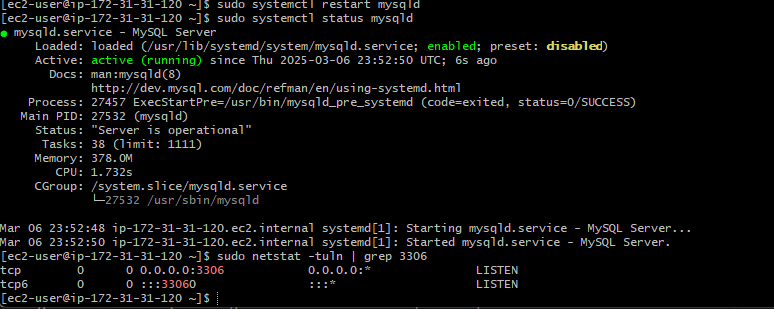 [ec2-user@ip-172-31-31-120 ~]$ sudo systemctl restart mysqld
[ec2-user@ip-172-31-31-120 ~]$ sudo systemctl status mysqld
● mysqld.service - MySQL Server
     Loaded: loaded (/usr/lib/systemd/system/mysqld.service; enabled; preset: disabled)
     Active: active (running) since Thu 2025-03-06 23:52:50 UTC; 6s ago
       Docs: man:mysqld(8)
             http://dev.mysql.com/doc/refman/en/using-systemd.html
    Process: 27457 ExecStartPre=/usr/bin/mysqld_pre_systemd (code=exited, status=0/SUCCESS)
   Main PID: 27532 (mysqld)
     Status: "Server is operational"
      Tasks: 38 (limit: 1111)
     Memory: 378.0M
        CPU: 1.732s
     CGroup: /system.slice/mysqld.service
             └─27532 /usr/sbin/mysqld
Mar 06 23:52:48 ip-172-31-31-120.ec2.internal systemd[1]: Starting mysqld.service - MySQL Server...
Mar 06 23:52:50 ip-172-31-31-120.ec2.internal systemd[1]: Started mysqld.service - MySQL Server.
[ec2-user@ip-172-31-31-120 ~]$ sudo netstat -tuln | grep 3306
tcp        0      0 0.0.0.0:3306            0.0.0.0:*               LISTEN
tcp6       0      0 :::33060                :::*                    LISTEN
[ec2-user@ip-172-31-31-120 ~]$